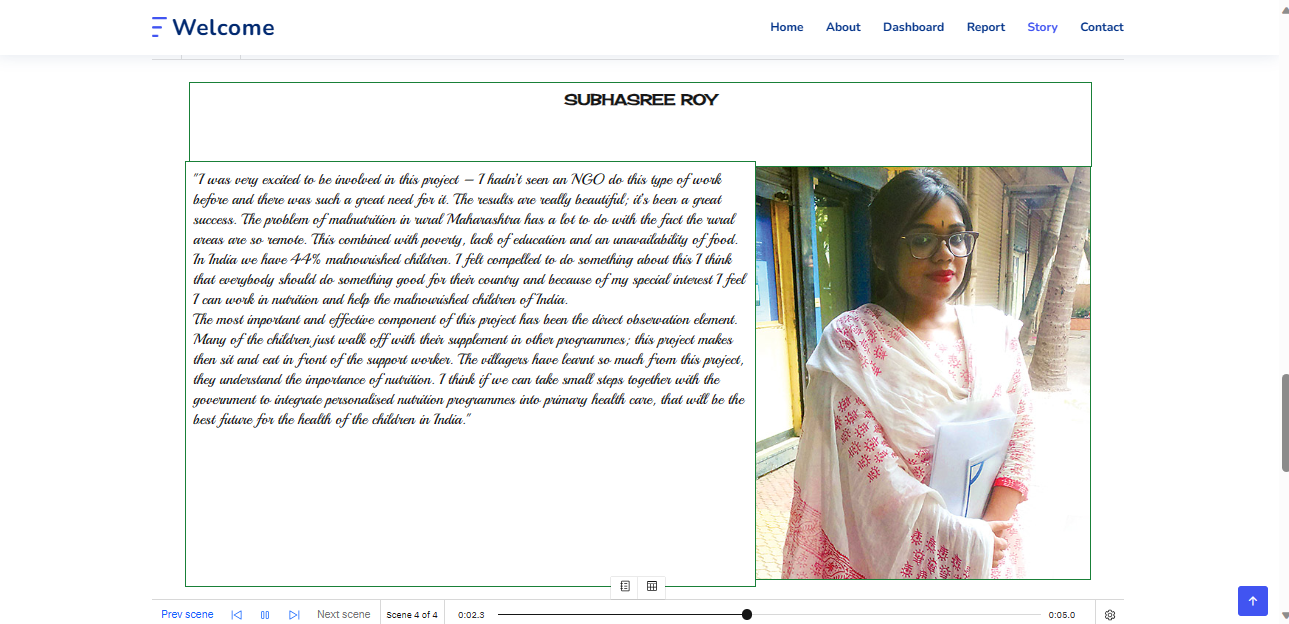 Welcome
Home About Dashboard Report Story Contact
SUBHASREE ROY
"I was very excited to be involved in this project – I hadn't seen an NGO do this type of work
before and there was such a great need for it. The results are really beautiful; it's been a great
success. The problem of malnutrition in rural Maharashtra has a lot to do with the fact the rural
areas are so remote. This combined with poverty, lack of education and an unavailability of food.
In India we have 44% malnourished children. I felt compelled to do something about this I think
that everybody should do something good for their country and because of my special interest I feel
I can work in nutrition and help the malnourished children of India.
The most important and effective component of this project has been the direct observation element.
Many of the children just walk off with their supplement in other programmes; this project makes
then sit and eat in front of the support worker. The villagers have learnt so much from this project,
they understand the importance of nutrition. I think if we can take small steps together with the
government to integrate personalised nutrition programmes into primary health care, that will be the
best future for the health of the children in India."
Prev scene Next scene Scene 4 of 4 0:02.3 0:05.0